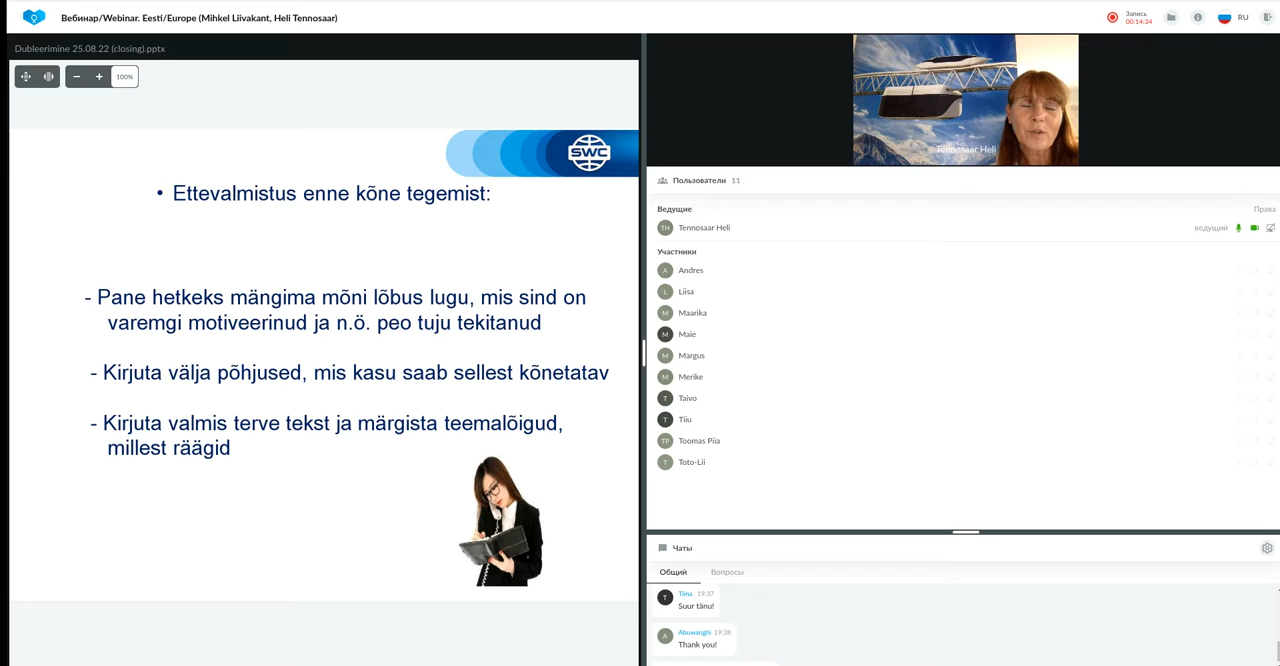 Вебинар/Webinar. Eesti/Europe (Mihkel Liivakant, Heli Tennosaar)
Запись
00:14:34
RU
Dubleerimine 25.08.22 (closing).pptx
100%
SWC
• Ettevalmistus enne kõne tegemist:
- Pane hetkeks mängima mõni lõbus lugu, mis sind on
varemgi motiveerinud ja n.ö. peo tuju tekitanud
- Kirjuta välja põhjused, mis kasu saab sellest kõnetatav
- Kirjuta valmis terve tekst ja märgista teemalõigud,
millest räägid
Tennosaar Heli
Пользователи 11
Ведущие Права
TH Tennosaar Heli ведущий
Участники
A Andres
L Liisa
M Maarika
M Maie
M Margus
M Merike
T Taivo
T Tiiu
TP Toomas Piia
T Toto-Lii
Чаты
Общий Вопросы
T Tiina 19:37
Suur tänu!
A Abuwanghi 19:38
Thank you!